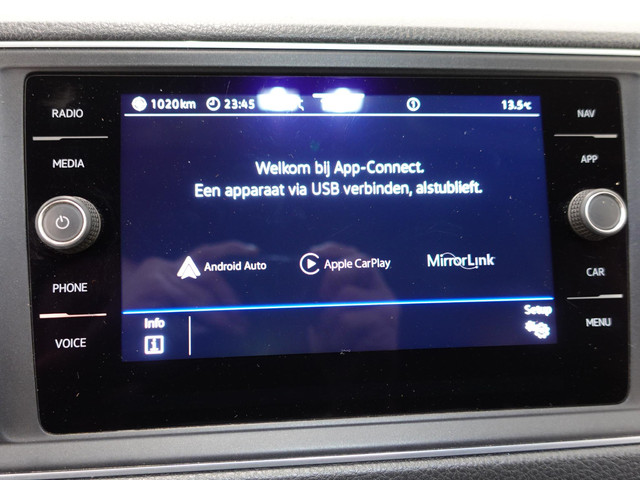 1020km 23:45 1 13.5°c
RADIO
NAV
MEDIA
APP
Welkom bij App-Connect.
Een apparaat via USB verbinden, alstublieft.
Android Auto
Apple CarPlay
MirrorLink
PHONE
CAR
VOICE
MENU
Info
Setup